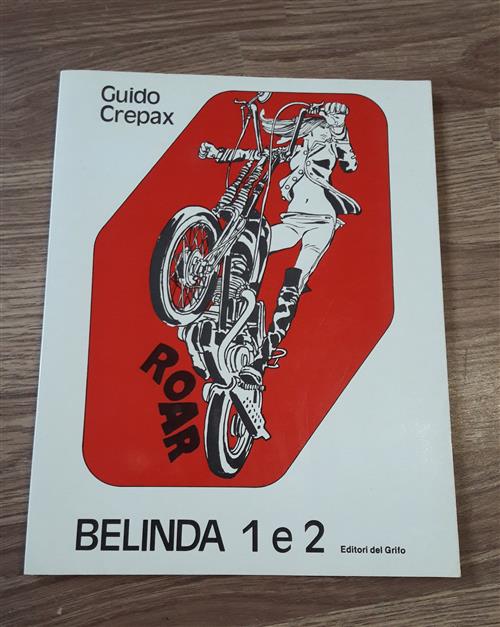 Guido
Crepax
ROAR
BELINDA 1 e 2 Editori del Grifo